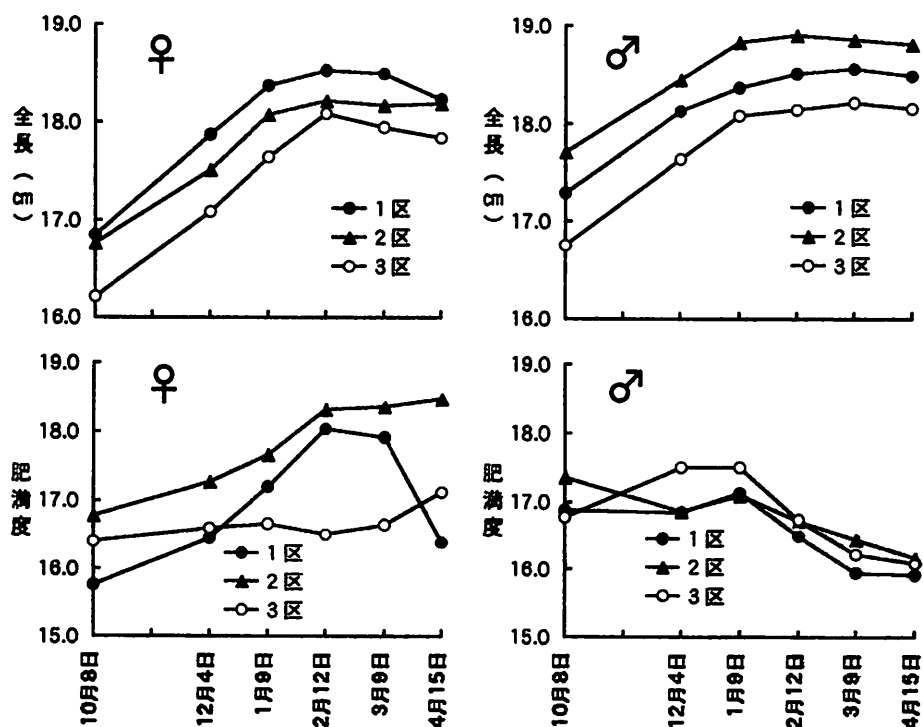 ♀
19.0
18.0
17.0
16.0
全長（cm）
1区
2区
3区
♂
19.0
18.0
17.0
16.0
全長（cm）
1区
2区
3区
♀
19.0
18.0
17.0
16.0
15.0
肥満度
1区
2区
3区
10月8日
12月4日
1月9日
2月12日
3月9日
4月15日
♂
19.0
18.0
17.0
16.0
15.0
肥満度
1区
2区
3区
10月8日
12月4日
1月9日
2月12日
3月9日
4月15日